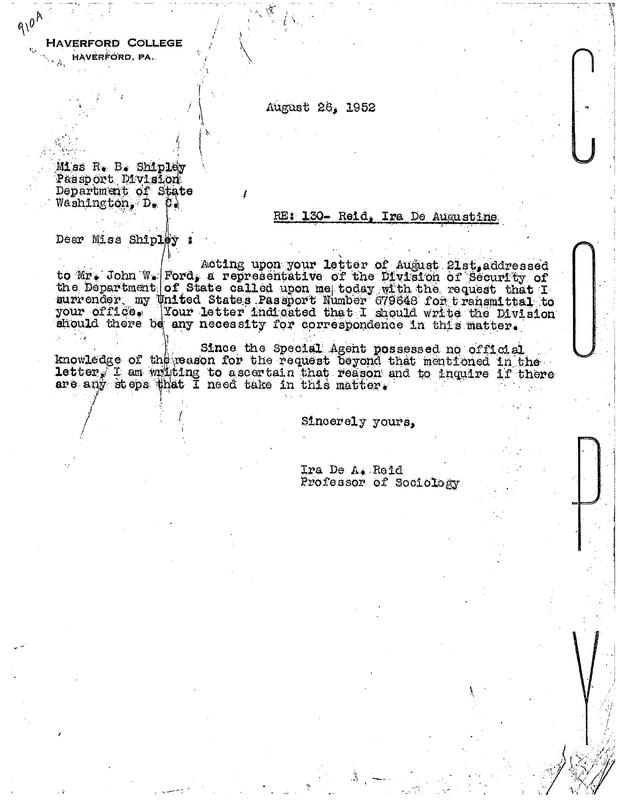 910A
HAVERFORD COLLEGE
HAVERFORD, PA.
August 26, 1952
Miss R. B. Shipley
Passport Division
Department of State
Washington, D. C.
RE: 130- Reid, Ira De Augustine
Dear Miss Shipley :
Acting upon your letter of August 21st,addressed
to Mr. John W. Ford, a representative of the Division of Security of
the Department of State called upon me today with the request that I
surrender my United States Passport Number 679648 for transmittal to
your office. Your letter indicated that I should write the Division
should there be any necessity for correspondence in this matter.
Since the Special Agent possessed no official
knowledge of the reason for the request beyond that mentioned in the
letter, I am writing to ascertain that reason and to inquire if there
are any steps that I need take in this matter.
Sincerely yours,
Ira De A. Reid
Professor of Sociology
COPY